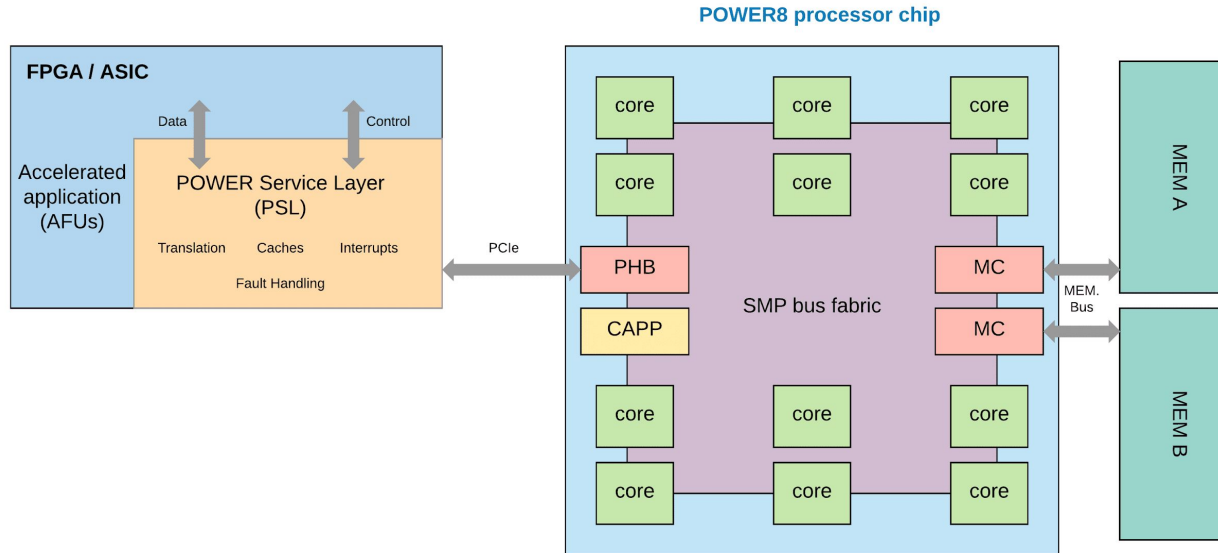 POWER8 processor chip
FPGA / ASIC
Data
Control
Accelerated
application
(AFUs)
POWER Service Layer
(PSL)
Translation
Caches
Interrupts
Fault Handling
PCIe
core
core
core
core
core
core
PHB
MC
SMP bus fabric
CAPP
MC
core
core
core
core
core
core
MEM.
Bus
MEM A
MEM B